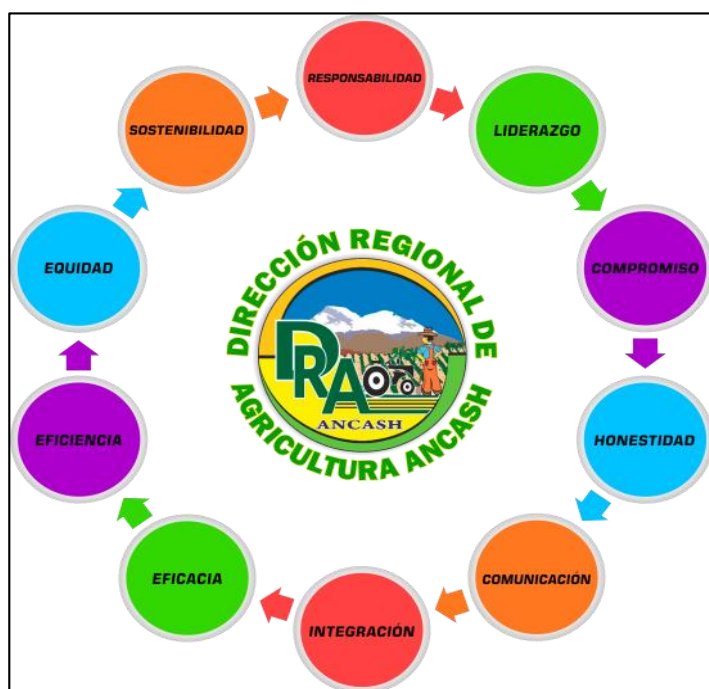 RESPONSABILIDAD
LIDERAZGO
COMPROMISO
HONESTIDAD
COMUNICACIÓN
INTEGRACIÓN
EFICACIA
EFICIENCIA
EQUIDAD
SOSTENIBILIDAD
DIRECCIÓN REGIONAL DE
AGRICULTURA ANCASH
DRA
ANCASH